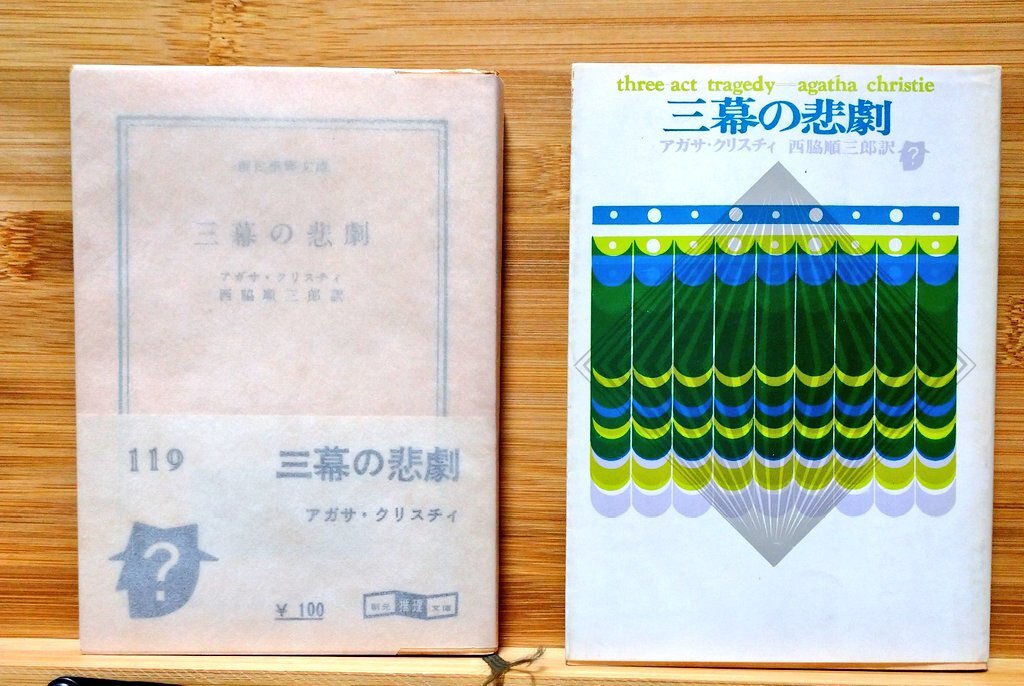 創元推理文庫
三幕の悲劇
アガサ・クリスティ
西脇順三郎訳
119
三幕の悲劇
アガサ・クリスティ
?
¥ 100
創元 推理 文庫
three act tragedy agatha christie
三幕の悲劇
アガサ・クリスティ 西脇順三郎訳
?